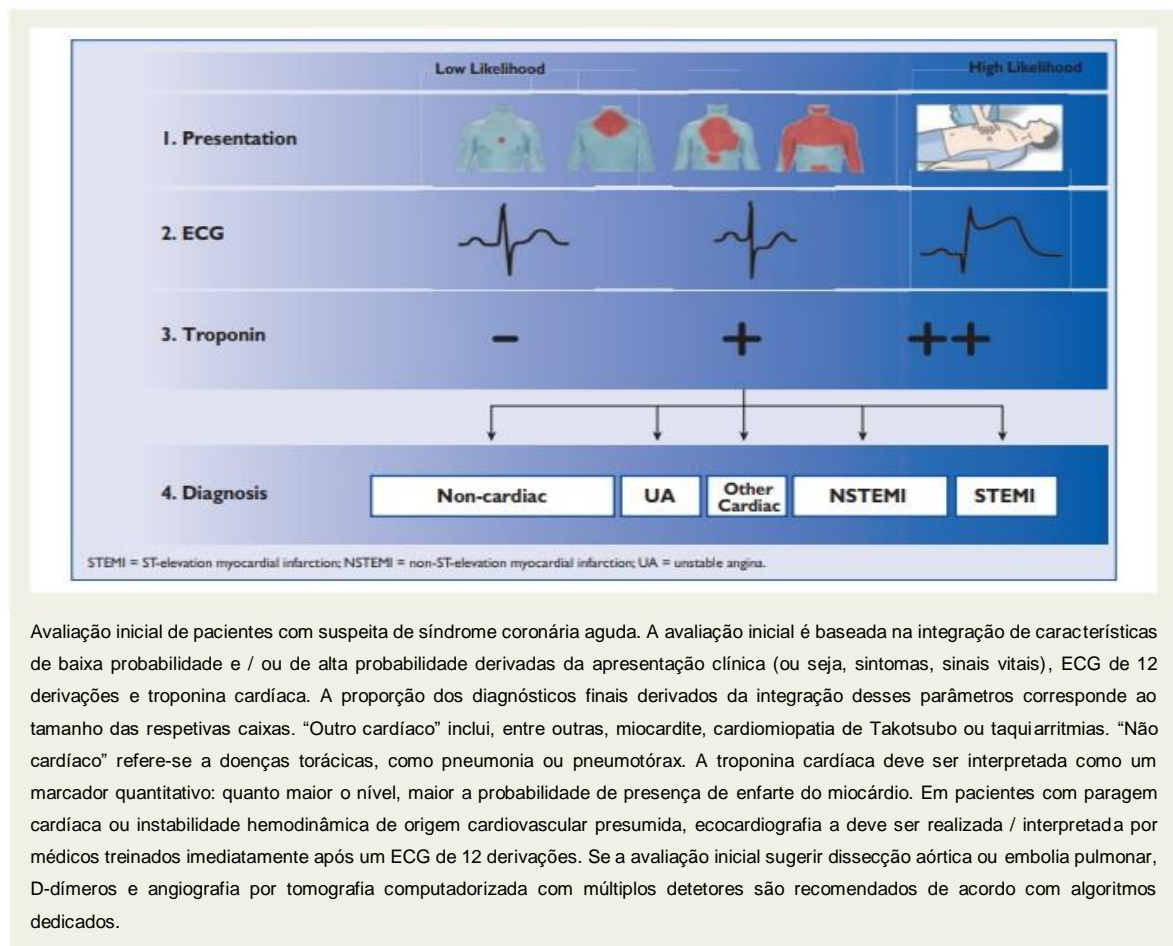 Low Likelihood High Likelihood
1. Presentation
2. ECG
3. Troponin – + ++
4. Diagnosis Non-cardiac UA Other Cardiac NSTEMI STEMI
STEMI = ST-elevation myocardial infarction; NSTEMI = non-ST-elevation myocardial infarction; UA = unstable angina.
Avaliação inicial de pacientes com suspeita de síndrome coronária aguda. A avaliação inicial é baseada na integração de características
de baixa probabilidade e / ou de alta probabilidade derivadas da apresentação clínica (ou seja, sintomas, sinais vitais), ECG de 12
derivações e troponina cardíaca. A proporção dos diagnósticos finais derivados da integração desses parâmetros corresponde ao
tamanho das respetivas caixas. “Outro cardíaco” inclui, entre outras, miocardite, cardiomiopatia de Takotsubo ou taquiarritmias. “Não
cardíaco” refere-se a doenças torácicas, como pneumonia ou pneumotórax. A troponina cardíaca deve ser interpretada como um
marcador quantitativo: quanto maior o nível, maior a probabilidade de presença de enfarte do miocárdio. Em pacientes com paragem
cardíaca ou instabilidade hemodinâmica de origem cardiovascular presumida, ecocardiografia a deve ser realizada / interpretada por
médicos treinados imediatamente após um ECG de 12 derivações. Se a avaliação inicial sugerir dissecção aórtica ou embolia pulmonar,
D-dímeros e angiografia por tomografia computadorizada com múltiplos detetores são recomendados de acordo com algoritmos
dedicados.